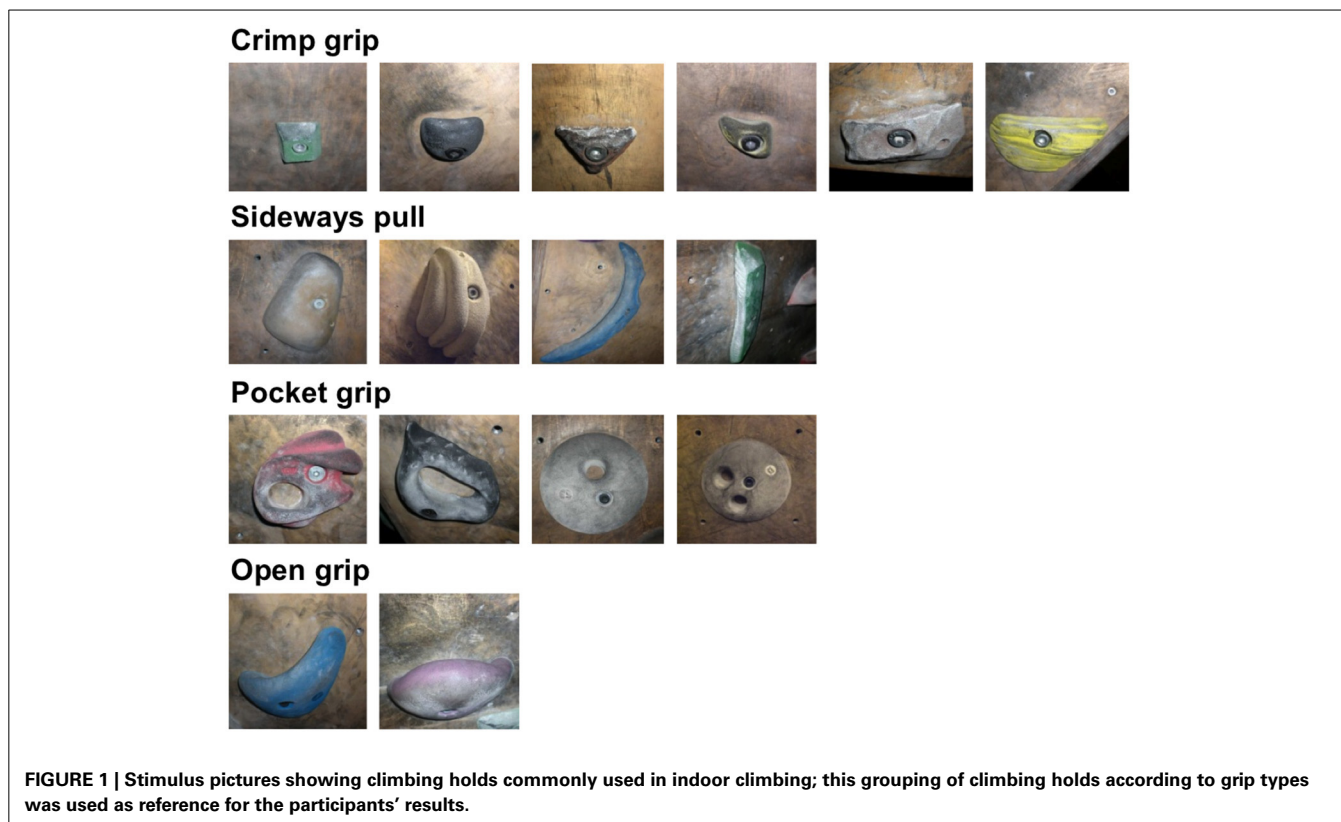 Crimp grip
Sideways pull
Pocket grip
Open grip
FIGURE 1 | Stimulus pictures showing climbing holds commonly used in indoor climbing; this grouping of climbing holds according to grip types
was used as reference for the participants' results.